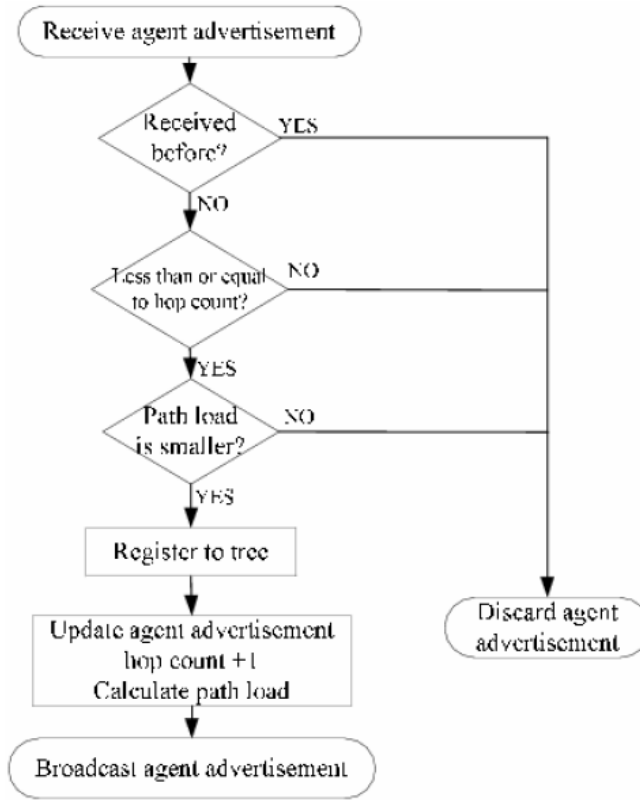 Receive agent advertisement
Received
before?
YES
NO
Less than or equal
to hop count?
NO
YES
Path load
is smaller?
NO
YES
Register to tree
Update agent advertisement
hop count +1
Calculate path load
Discard agent
advertisement
Broadcast agent advertisement